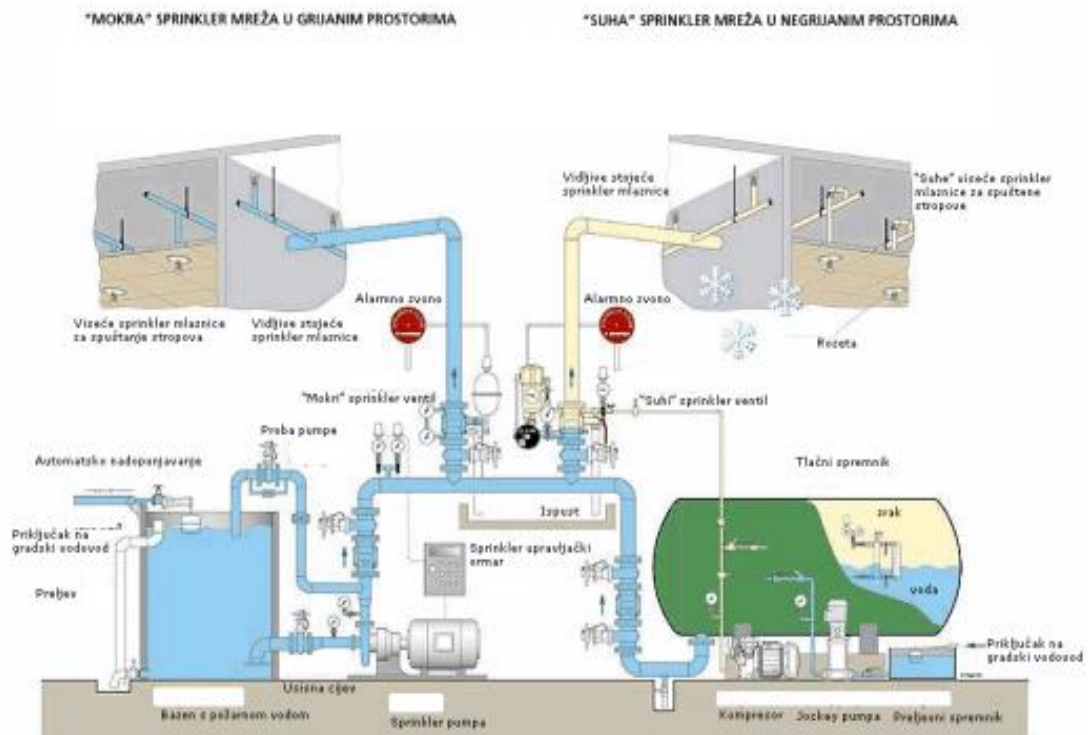 "MOKRA" SPRINKLER MREŽA U GRIJANIM PROSTORIMA
"SUHA" SPRINKLER MREŽA U NEGRIJANIM PROSTORIMA
Vidljive stojeće
sprinkler mlaznice
"Suhe" viseće sprinkler
mlaznice za spuštene
stropove
Alarmno zvono
Alarmno zvono
Viseće sprinkler mlaznice
za spuštanje stropova
Vidljive stojeće
sprinkler mlaznice
Rozeta
"Mokri" sprinkler ventil
"Suhi" sprinkler ventil
Proba pumpe
Automatsko nadopunjavanje
Tlačni spremnik
Ispust
zrak
Priključak na
gradski vodovod
Sprinkler upravljački
ormar
Preljev
voda
Priključak na
gradski vodovod
Usisna cijev
Bazen s požarnom vodom
Sprinkler pumpa
Kompresor
Jockey pumpa
Preljevni spremnik